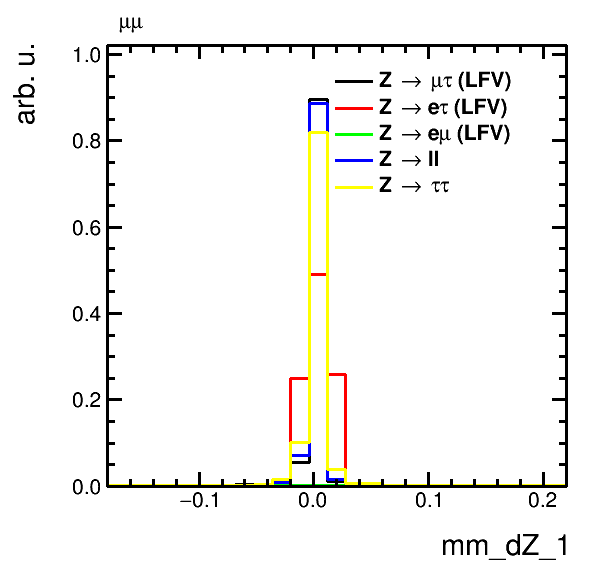 μμ
arb. u.
1.0
0.8
0.6
0.4
0.2
0.0
Z → μτ (LFV)
Z → eτ (LFV)
Z → eμ (LFV)
Z → ll
Z → ττ
−0.1 0.0 0.1 0.2
mm_dZ_1